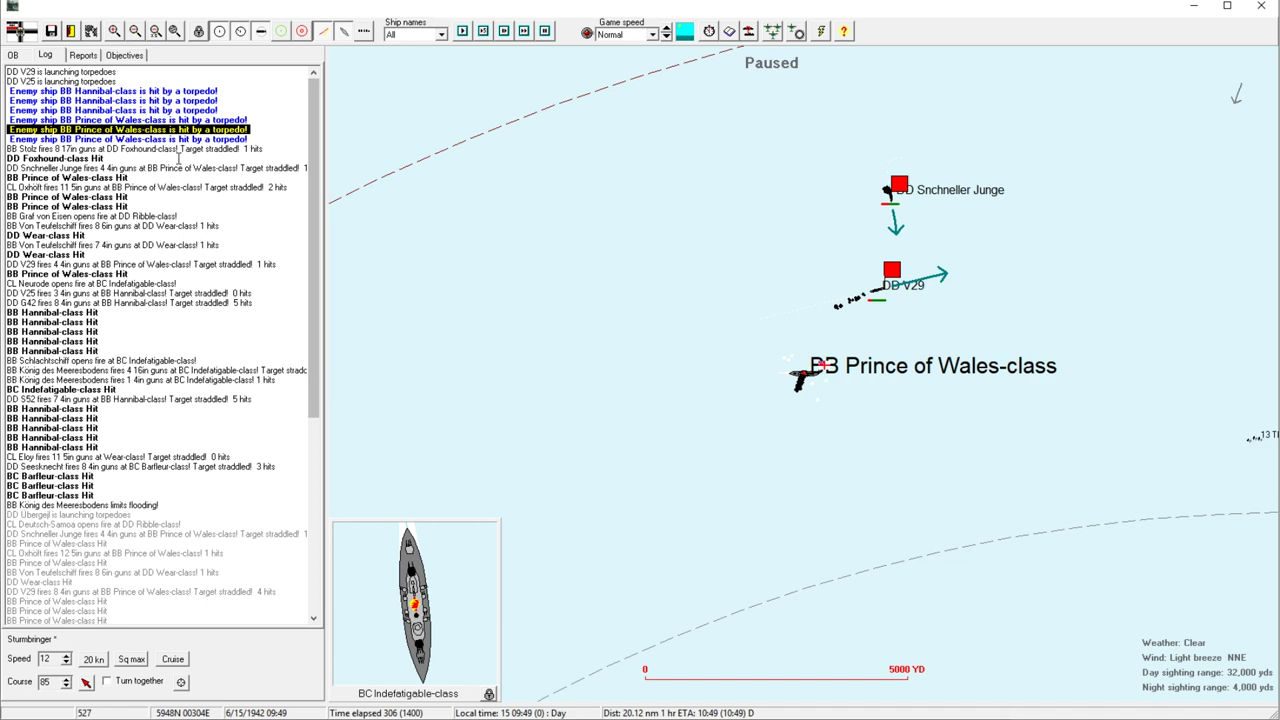 Ship names
All
Game speed
Normal
OB
Log
Reports
Objectives
DD V29 is launching torpedoes
DD V25 is launching torpedoes
Enemy ship BB Hannibal-class is hit by a torpedo!
Enemy ship BB Hannibal-class is hit by a torpedo!
Enemy ship BB Hannibal-class is hit by a torpedo!
Enemy ship BB Prince of Wales-class is hit by a torpedo!
Enemy ship BB Prince of Wales-class is hit by a torpedo!
Enemy ship BB Prince of Wales-class is hit by a torpedo!
BB Stolz fires 8 17in guns at DD Foxhound-class! Target straddled! 1 hits
DD Foxhound-class Hit
DD Snchneller Junge fires 4 4in guns at BB Prince of Wales-class! Target straddled! 1
BB Prince of Wales-class Hit
CL Oxhöft fires 11 5in guns at BB Prince of Wales-class! Target straddled! 2 hits
BB Prince of Wales-class Hit
BB Prince of Wales-class Hit
BB Graf von Eisen opens fire at DD Ribble-class!
BB Von Teufelschiff fires 8 6in guns at DD Wear-class! 1 hits
DD Wear-class Hit
BB Von Teufelschiff fires 7 4in guns at DD Wear-class! 1 hits
DD Wear-class Hit
DD V29 fires 4 4in guns at BB Prince of Wales-class! Target straddled! 1 hits
BB Prince of Wales-class Hit
CL Neurode opens fire at BC Indefatigable-class!
DD V25 fires 3 4in guns at BB Hannibal-class! Target straddled! 0 hits
DD G42 fires 8 4in guns at BB Hannibal-class! Target straddled! 5 hits
BB Hannibal-class Hit
BB Hannibal-class Hit
BB Hannibal-class Hit
BB Hannibal-class Hit
BB Hannibal-class Hit
BB Schlachtschiff opens fire at BC Indefatigable-class!
BB König des Meeresbodens fires 4 16in guns at BC Indefatigable-class! Target stradd
BB König des Meeresbodens fires 1 4in guns at BC Indefatigable-class! 1 hits
BC Indefatigable-class Hit
DD S52 fires 7 4in guns at BB Hannibal-class! Target straddled! 5 hits
BB Hannibal-class Hit
BB Hannibal-class Hit
BB Hannibal-class Hit
BB Hannibal-class Hit
BB Hannibal-class Hit
CL Eloy fires 11 5in guns at Wear-class! Target straddled! 0 hits
DD Seesknecht fires 8 4in guns at BC Barfleur-class! Target straddled! 3 hits
BC Barfleur-class Hit
BC Barfleur-class Hit
BC Barfleur-class Hit
BB König des Meeresbodens limits flooding!
DD Übergejl is launching torpedoes
CL Deutsch-Samoa opens fire at DD Ribble-class!
DD Snchneller Junge fires 4 4in guns at BB Prince of Wales-class! Target straddled! 1
BB Prince of Wales-class Hit
CL Oxhöft fires 12 5in guns at BB Prince of Wales-class! 1 hits
BB Prince of Wales-class Hit
BB Von Teufelschiff fires 8 6in guns at DD Wear-class! 1 hits
DD Wear-class Hit
DD V29 fires 8 4in guns at BB Prince of Wales-class! Target straddled! 4 hits
BB Prince of Wales-class Hit
BB Prince of Wales-class Hit
BB Prince of Wales-class Hit
Sturmbringer *
Speed 12 20 kn Sq max Cruise
Course 85 Turn together
Paused
DD Snchneller Junge
DD V29
BB Prince of Wales-class
BC Indefatigable-class
0 5000 YD
Weather: Clear
Wind: Light breeze NNE
Day sighting range: 32,000 yds
Night sighting range: 4,000 yds
527
5948N 00304E
6/15/1942 09:49
Time elapsed 306 (1400)
Local time: 15 09:49 (0) : Day
Dist: 20.12 nm 1 hr ETA: 10:49 (10:49) D